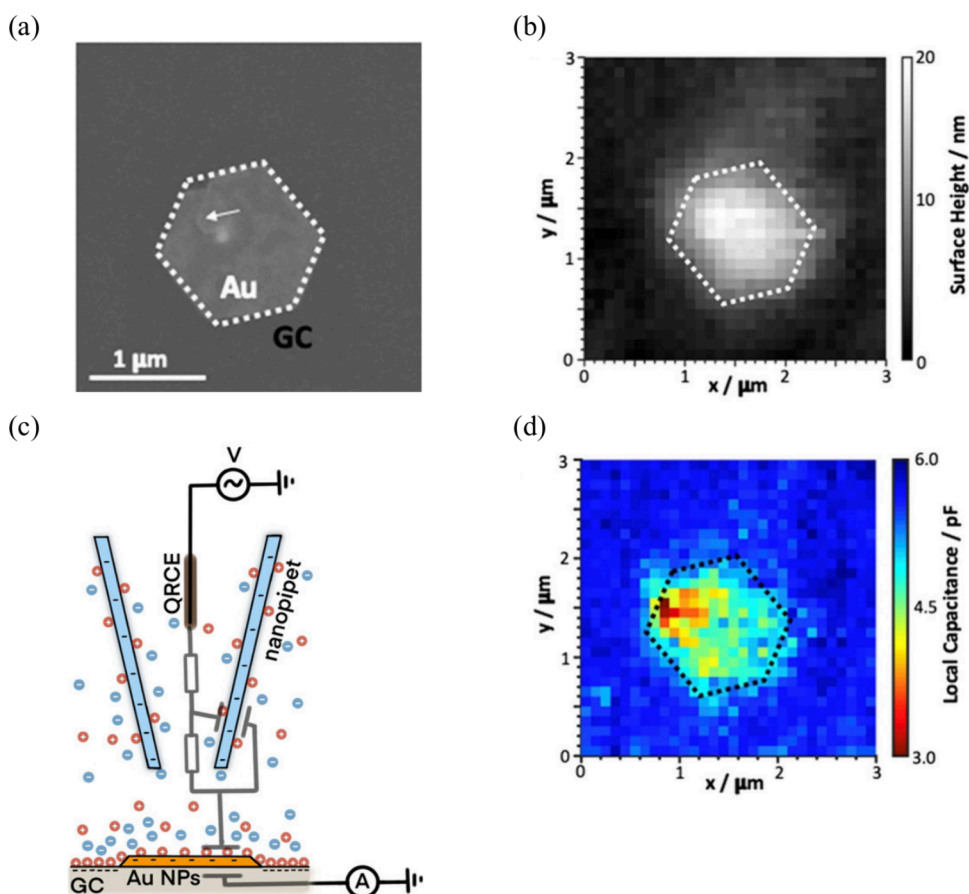 (a)
Au
GC
1 μm
(b)
3
2
1
0
y / μm
0 1 2 3
x / μm
20
10
0
Surface Height / nm
(c)
V
QRCE
nanopipet
GC
Au NPs
A
(d)
3
2
1
0
y / μm
0 1 2 3
x / μm
6.0
4.5
3.0
Local Capacitance / pF